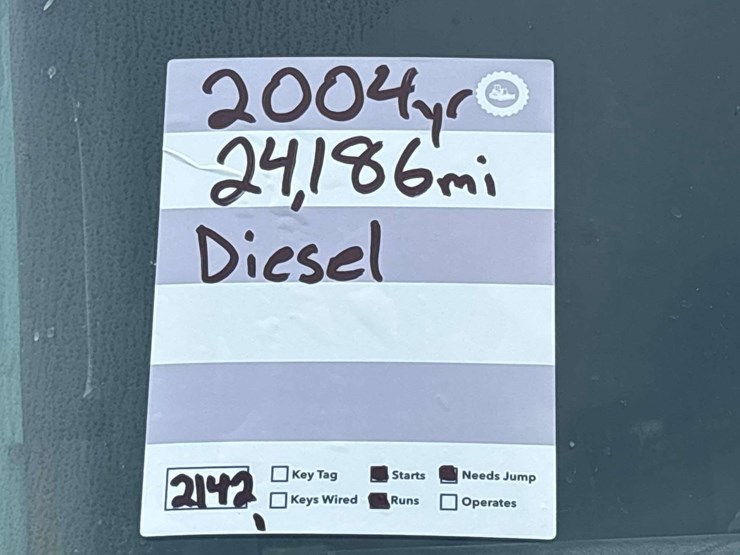 2004yr
24,186mi
Diesel
2142
Key Tag Starts Needs Jump
Keys Wired Runs Operates